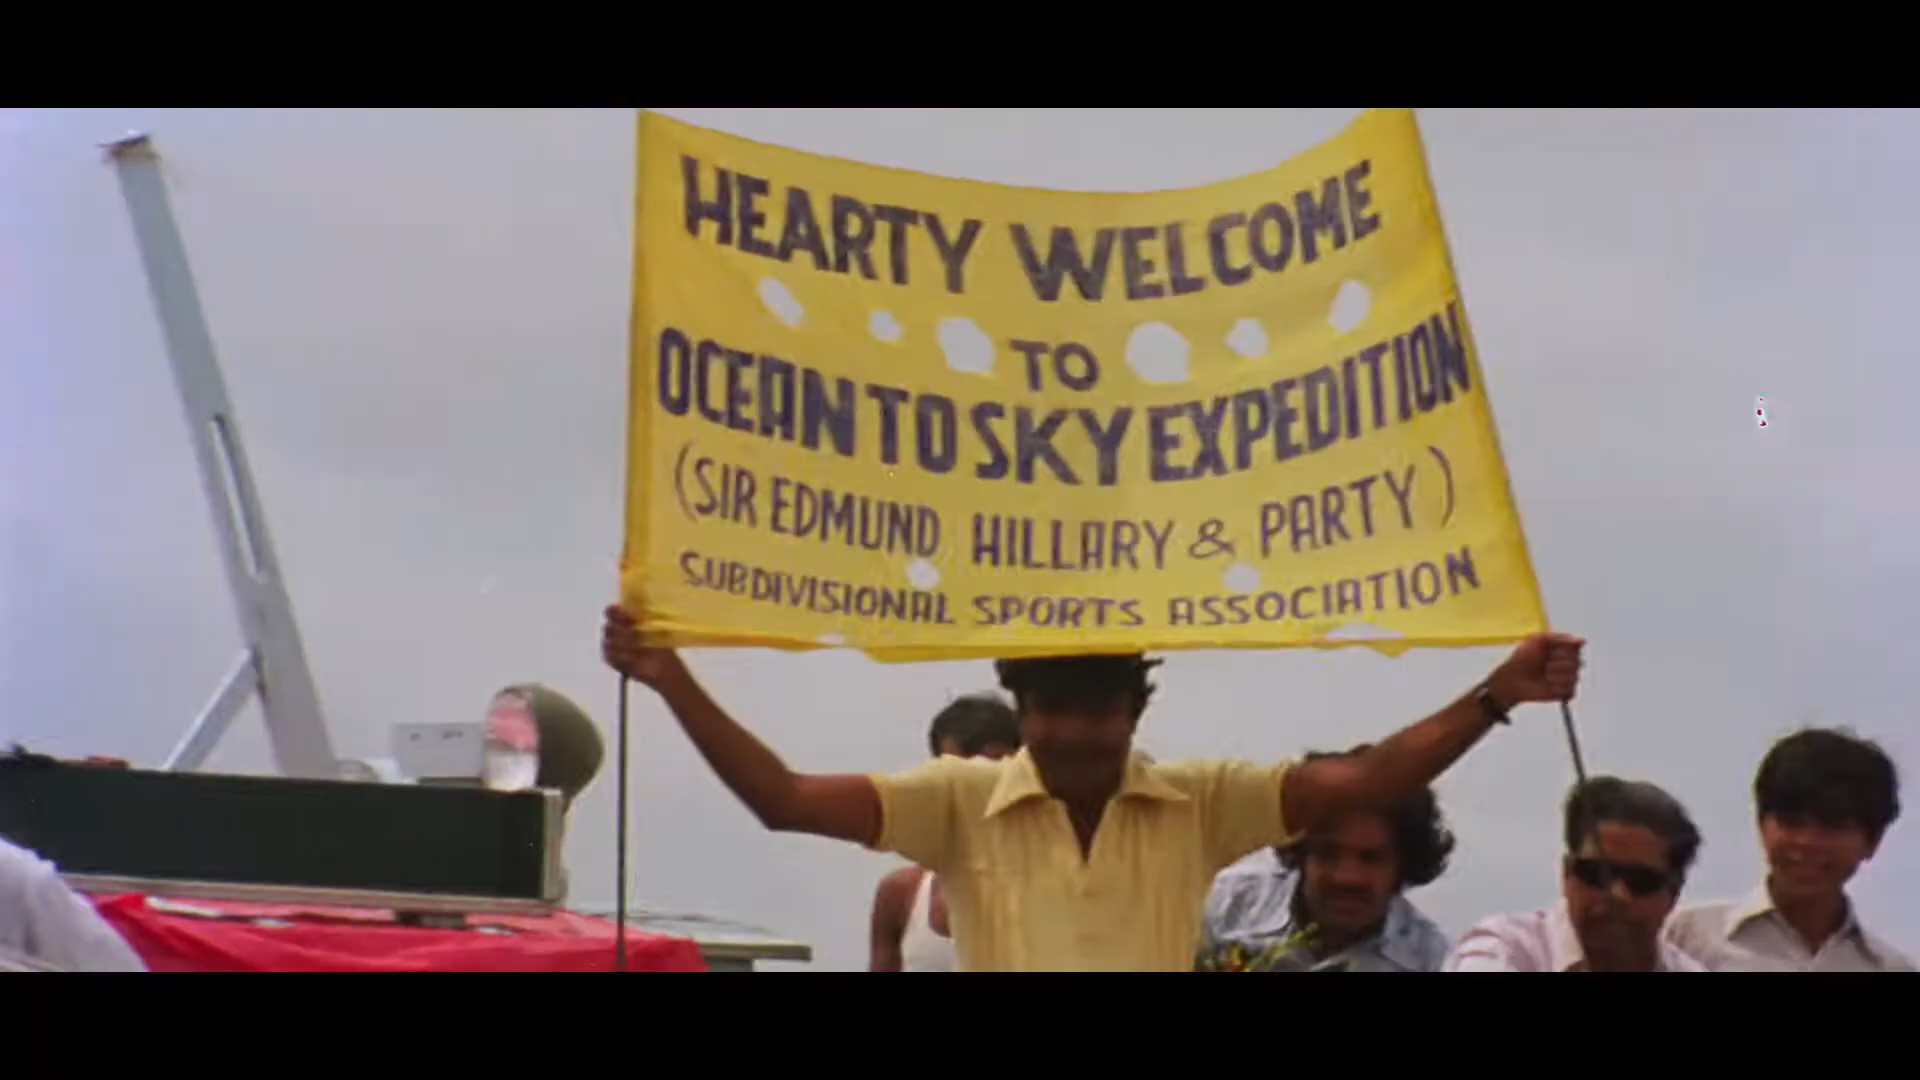 HEARTY WELCOME
TO
OCEAN TO SKY EXPEDITION
(SIR EDMUND HILLARY & PARTY)
SUBDIVISIONAL SPORTS ASSOCIATION